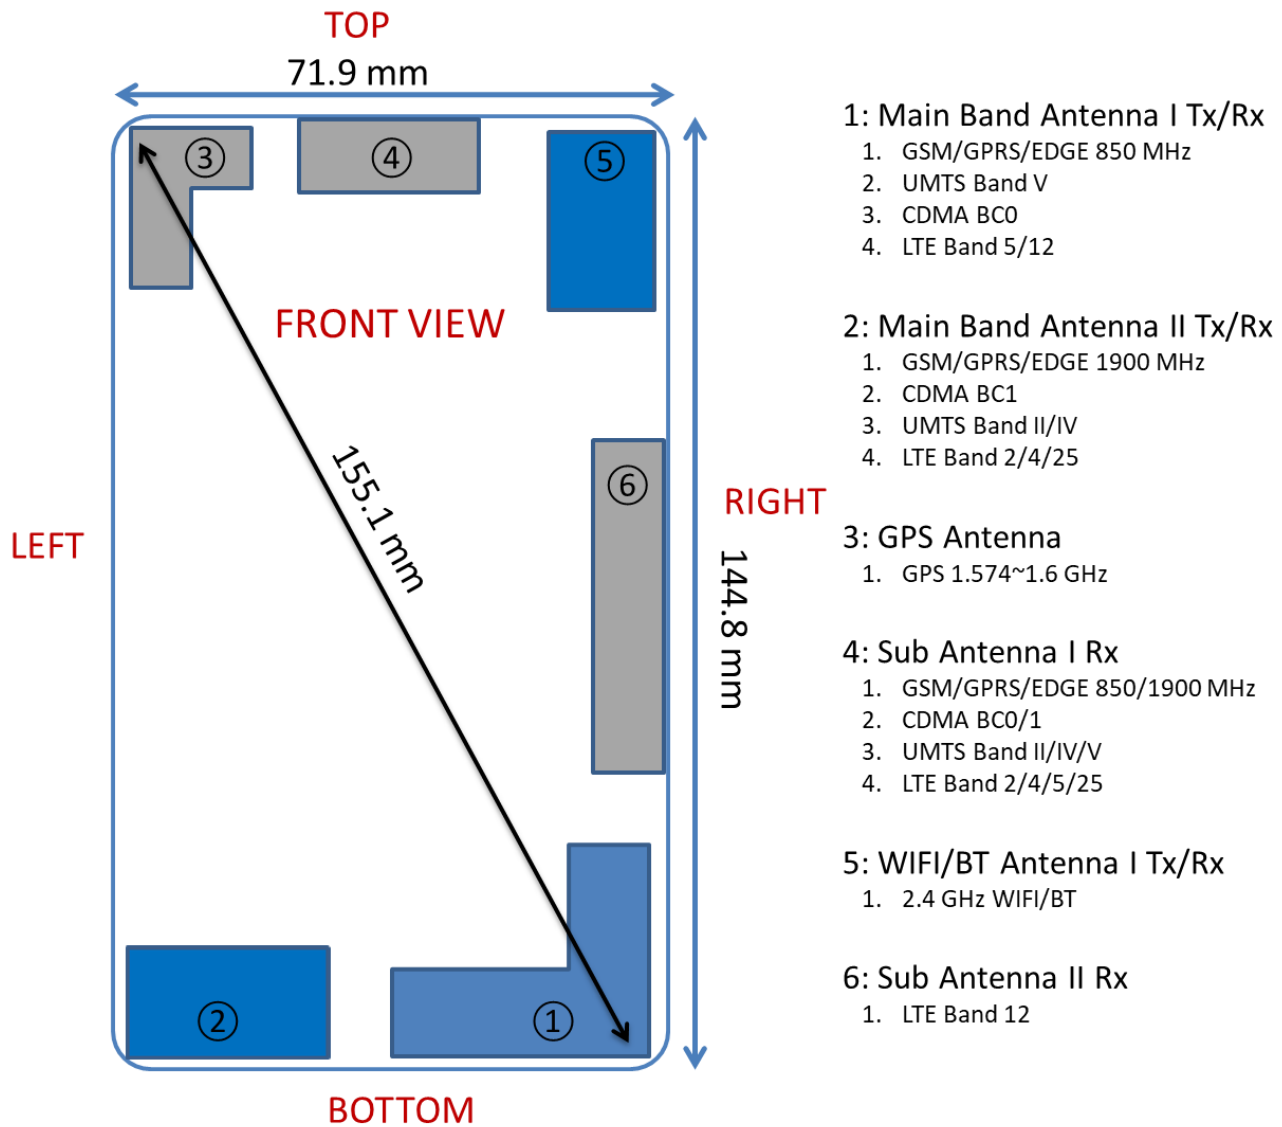 TOP
71.9 mm
③
④
⑤
FRONT VIEW
155.1 mm
⑥
LEFT
RIGHT
144.8 mm
②
①
BOTTOM
1: Main Band Antenna I Tx/Rx
1. GSM/GPRS/EDGE 850 MHz
2. UMTS Band V
3. CDMA BC0
4. LTE Band 5/12
2: Main Band Antenna II Tx/Rx
1. GSM/GPRS/EDGE 1900 MHz
2. CDMA BC1
3. UMTS Band II/IV
4. LTE Band 2/4/25
3: GPS Antenna
1. GPS 1.574~1.6 GHz
4: Sub Antenna I Rx
1. GSM/GPRS/EDGE 850/1900 MHz
2. CDMA BC0/1
3. UMTS Band II/IV/V
4. LTE Band 2/4/5/25
5: WIFI/BT Antenna I Tx/Rx
1. 2.4 GHz WIFI/BT
6: Sub Antenna II Rx
1. LTE Band 12